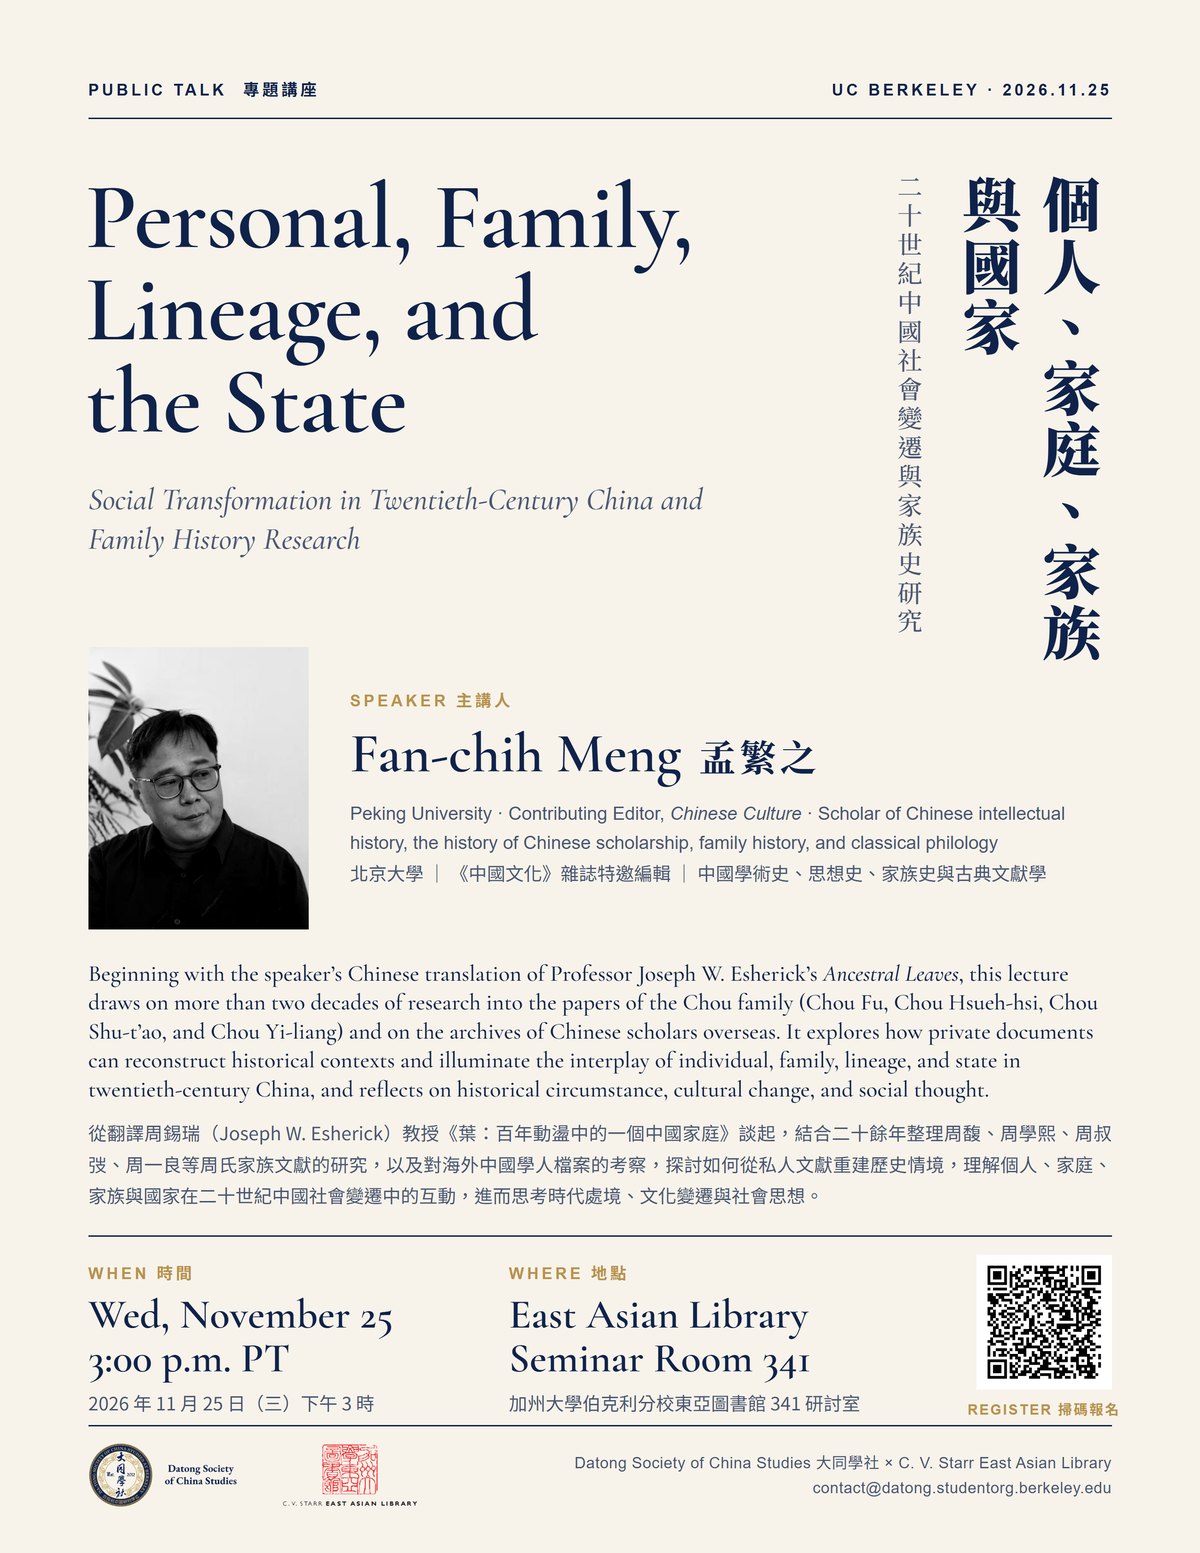 PUBLIC TALK 專題講座
UC BERKELEY · 2026.11.25
Personal, Family,
Lineage, and
the State
Social Transformation in Twentieth-Century China and
Family History Research
個人、家庭、家族
與國家
二十世紀中國社會變遷與家族史研究
SPEAKER 主講人
Fan-chih Meng 孟繁之
Peking University · Contributing Editor, Chinese Culture · Scholar of Chinese intellectual
history, the history of Chinese scholarship, family history, and classical philology
北京大學｜《中國文化》雜誌特邀編輯｜中國學術史、思想史、家族史與古典文獻學
Beginning with the speaker’s Chinese translation of Professor Joseph W. Esherick’s Ancestral Leaves, this lecture
draws on more than two decades of research into the papers of the Chou family (Chou Fu, Chou Hsueh-hsi, Chou
Shu-t’ao, and Chou Yi-liang) and on the archives of Chinese scholars overseas. It explores how private documents
can reconstruct historical contexts and illuminate the interplay of individual, family, lineage, and state in
twentieth-century China, and reflects on historical circumstance, cultural change, and social thought.
從翻譯周錫瑞（Joseph W. Esherick）教授《葉：百年動盪中的一個中國家庭》談起，結合二十餘年整理周馥、周學熙、周叔
弢、周一良等周氏家族文獻的研究，以及對海外中國學人檔案的考察，探討如何從私人文獻重建歷史情境，理解個人、家庭、
家族與國家在二十世紀中國社會變遷中的互動，進而思考時代處境、文化變遷與社會思想。
WHEN 時間
Wed, November 25
3:00 p.m. PT
2026 年 11 月 25 日（三）下午 3 時
WHERE 地點
East Asian Library
Seminar Room 341
加州大學伯克利分校東亞圖書館 341 研討室
REGISTER 掃碼報名
大同學社
Datong Society
of China Studies
C. V. STARR EAST ASIAN LIBRARY
Datong Society of China Studies 大同學社 × C. V. Starr East Asian Library
contact@datong.studentorg.berkeley.edu